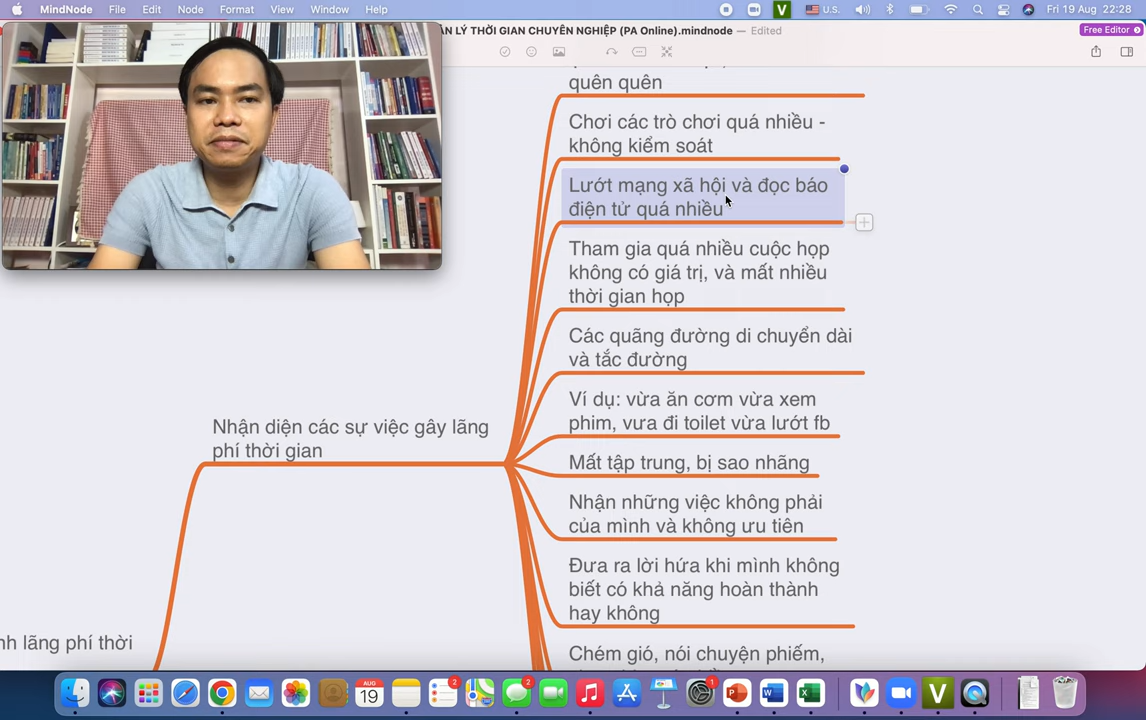 MindNode File Edit Node Format View Window Help
V U.S. Fri 19 Aug 22:28
ẢN LÝ THỜI GIAN CHUYÊN NGHIỆP (PA Online).mindnode — Edited
Free Editor
quên quên
Chơi các trò chơi quá nhiều -
không kiểm soát
Lướt mạng xã hội và đọc báo
điện tử quá nhiều
Tham gia quá nhiều cuộc họp
không có giá trị, và mất nhiều
thời gian họp
Các quãng đường di chuyển dài
và tắc đường
Ví dụ: vừa ăn cơm vừa xem
phim, vưa đi toilet vừa lướt fb
Nhận diện các sự việc gây lãng
phí thời gian
Mất tập trung, bị sao nhãng
Nhận những việc không phải
của mình và không ưu tiên
Đưa ra lời hứa khi mình không
biết có khả năng hoàn thành
hay không
nh lãng phí thời
Chém gió, nói chuyện phiếm,
AUG
19
2
2
1
V